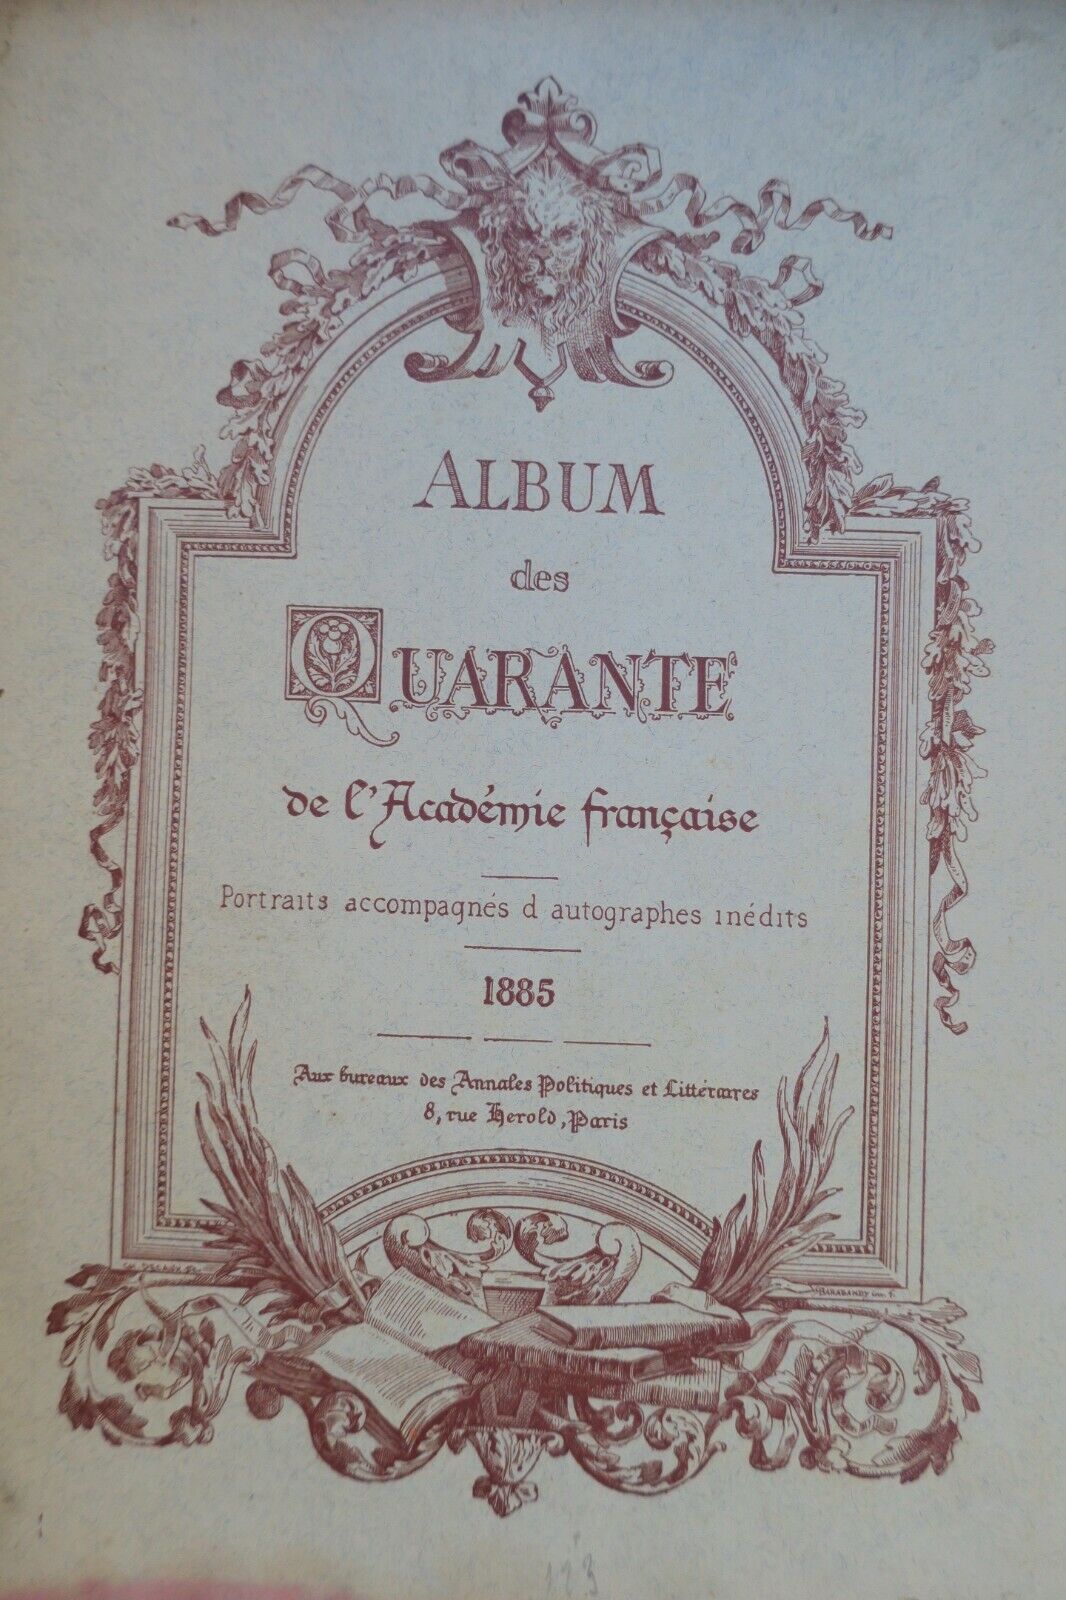 ALBUM
des
QUARANTE
de l'Académie française
Portraits accompagnés d autographes inédits
1885
Aux bureaux des Annales Politiques et Littéraires
8, rue Herold, Paris
BARABANDY